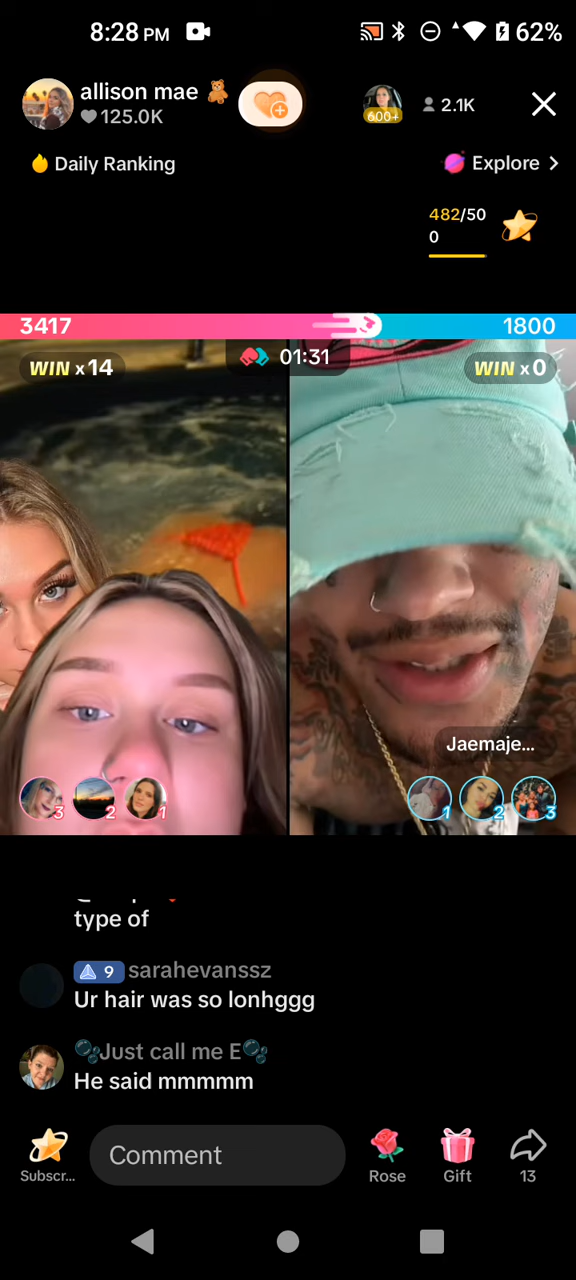 8:28 PM
62%
allison mae
125.0K
600+
2.1K
Daily Ranking
Explore
482/50
0
3417
1800
WIN x 14
01:31
WIN x 0
Jaemaje...
3
2
1
1
2
3
type of
9 sarahevanssz
Ur hair was so lonhggg
Just call me E
He said mmmmm
Subscr...
Comment
Rose
Gift
13